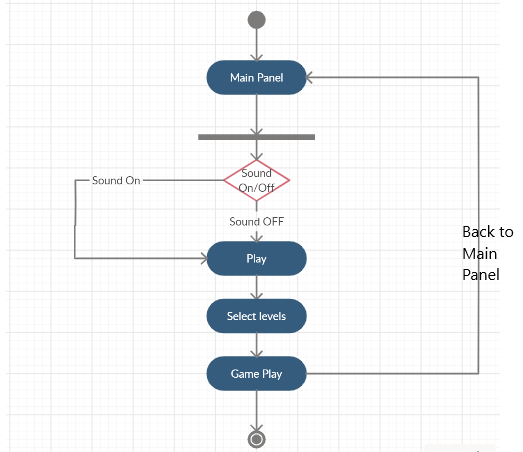 Main Panel
Sound
On/Off
Sound On
Sound OFF
Back to
Main
Panel
Play
Select levels
Game Play